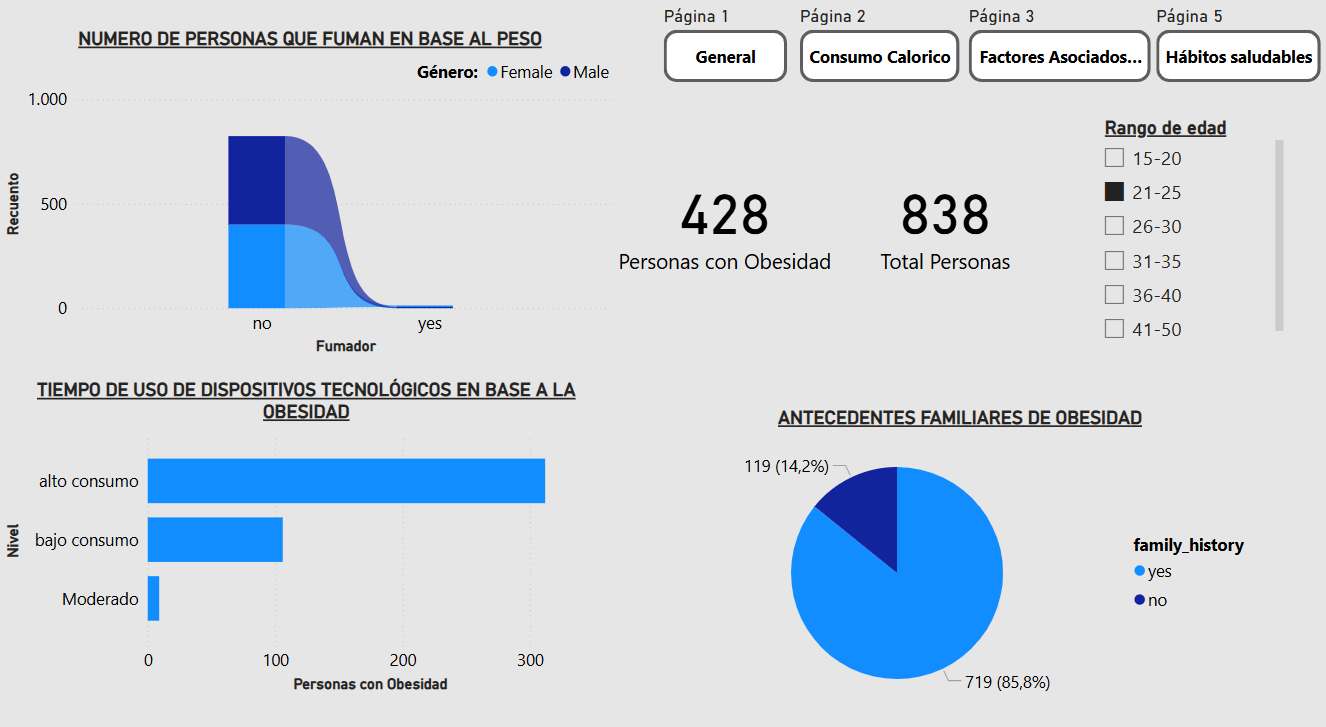 NUMERO DE PERSONAS QUE FUMAN EN BASE AL PESO
Género: Female Male
1.000
500
0
Recuento
no
yes
Fumador
Página 1
Página 2
Página 3
Página 5
General
Consumo Calorico
Factores Asociados...
Hábitos saludables
428
Personas con Obesidad
838
Total Personas
Rango de edad
15-20
21-25
26-30
31-35
36-40
41-50
TIEMPO DE USO DE DISPOSITIVOS TECNOLÓGICOS EN BASE A LA
OBESIDAD
Nivel
alto consumo
bajo consumo
Moderado
0
100
200
300
Personas con Obesidad
ANTECEDENTES FAMILIARES DE OBESIDAD
119 (14,2%)
719 (85,8%)
family_history
yes
no